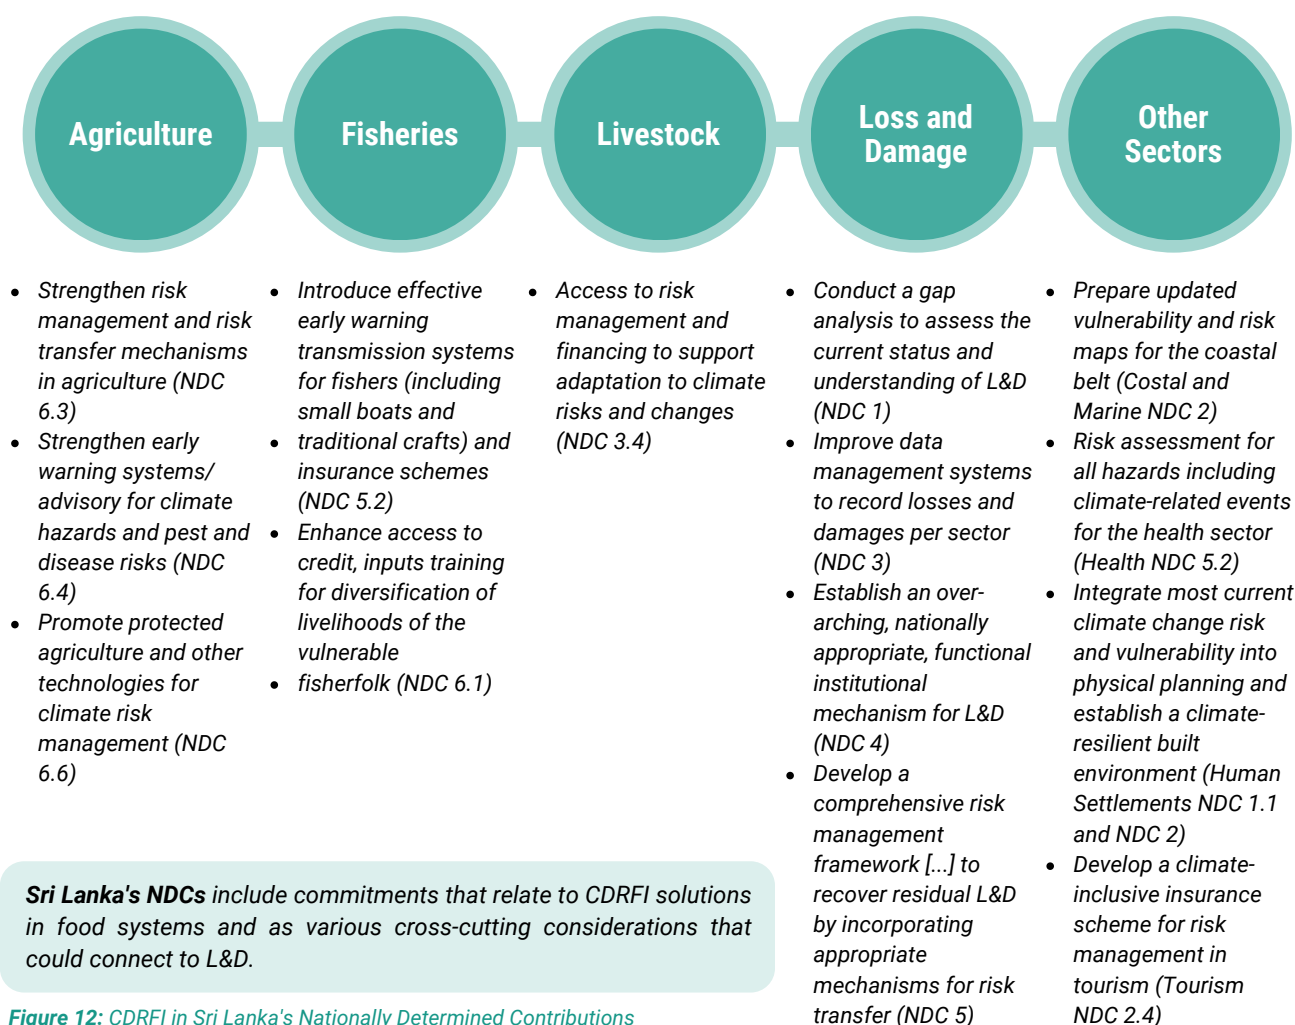 Agriculture
Fisheries
Livestock
Loss and
Damage
Other
Sectors
• Strengthen risk
management and risk
transfer mechanisms
in agriculture (NDC
6.3)
• Strengthen early
warning systems/
advisory for climate
hazards and pest and
disease risks (NDC
6.4)
• Promote protected
agriculture and other
technologies for
climate risk
management (NDC
6.6)
• Introduce effective
early warning
transmission systems
for fishers (including
small boats and
• traditional crafts) and
insurance schemes
(NDC 5.2)
• Enhance access to
credit, inputs training
for diversification of
livelihoods of the
vulnerable
• fisherfolk (NDC 6.1)
• Access to risk
management and
financing to support
adaptation to climate
risks and changes
(NDC 3.4)
• Conduct a gap
analysis to assess the
current status and
understanding of L&D
(NDC 1)
• Improve data
management systems
to record losses and
damages per sector
(NDC 3)
• Establish an over-
arching, nationally
appropriate, functional
institutional
mechanism for L&D
(NDC 4)
• Develop a
comprehensive risk
management
framework [...] to
recover residual L&D
by incorporating
appropriate
mechanisms for risk
transfer (NDC 5)
• Prepare updated
vulnerability and risk
maps for the coastal
belt (Costal and
Marine NDC 2)
• Risk assessment for
all hazards including
climate-related events
for the health sector
(Health NDC 5.2)
• Integrate most current
climate change risk
and vulnerability into
physical planning and
establish a climate-
resilient built
environment (Human
Settlements NDC 1.1
and NDC 2)
• Develop a climate-
inclusive insurance
scheme for risk
management in
tourism (Tourism
NDC 2.4)
Sri Lanka's NDCs include commitments that relate to CDRFI solutions
in food systems and as various cross-cutting considerations that
could connect to L&D.
Figure 12: CDRFI in Sri Lanka's Nationally Determined Contributions